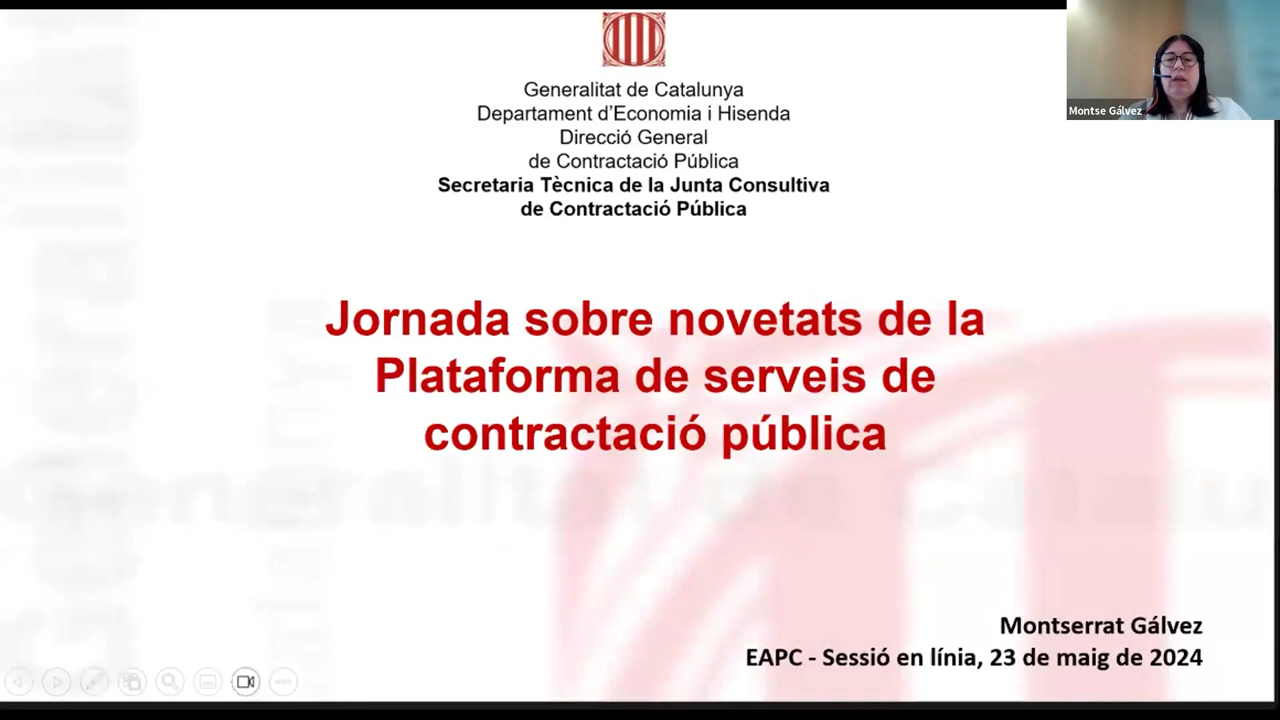 Generalitat de Catalunya
Departament d'Economia i Hisenda
Direcció General
de Contractació Pública
Secretaria Tècnica de la Junta Consultiva
de Contractació Pública
Montse Gálvez
Jornada sobre novetats de la
Plataforma de serveis de
contractació pública
Montserrat Gálvez
EAPC - Sessió en línia, 23 de maig de 2024